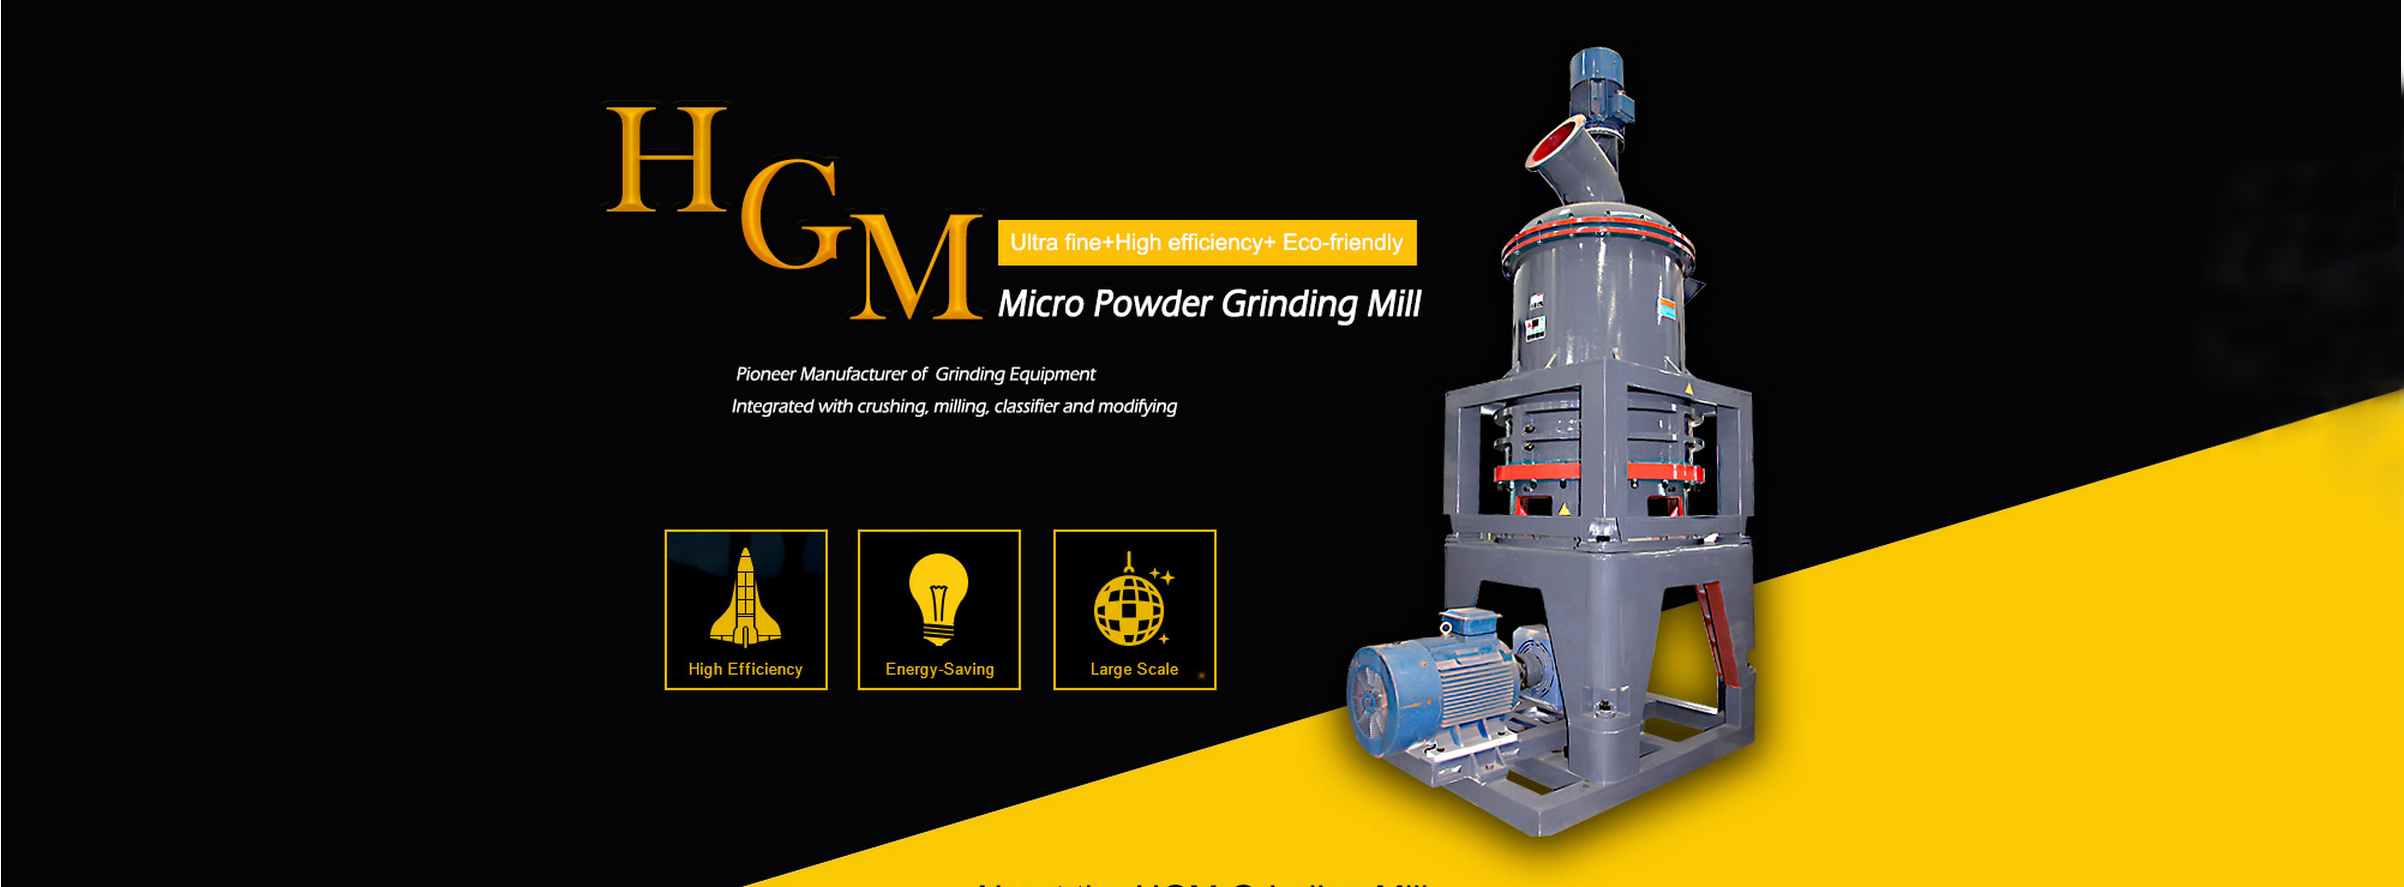 HGM
Ultra fine+High efficiency+ Eco-friendly
Micro Powder Grinding Mill
Pioneer Manufacturer of Grinding Equipment
Integrated with crushing, milling, classifier and modifying
High Efficiency
Energy-Saving
Large Scale